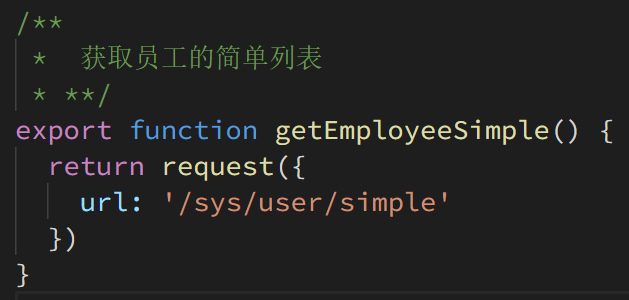 /**
 *  获取员工的简单列表
 * **/
export function getEmployeeSimple() {
  return request({
    url: '/sys/user/simple'
  })
}